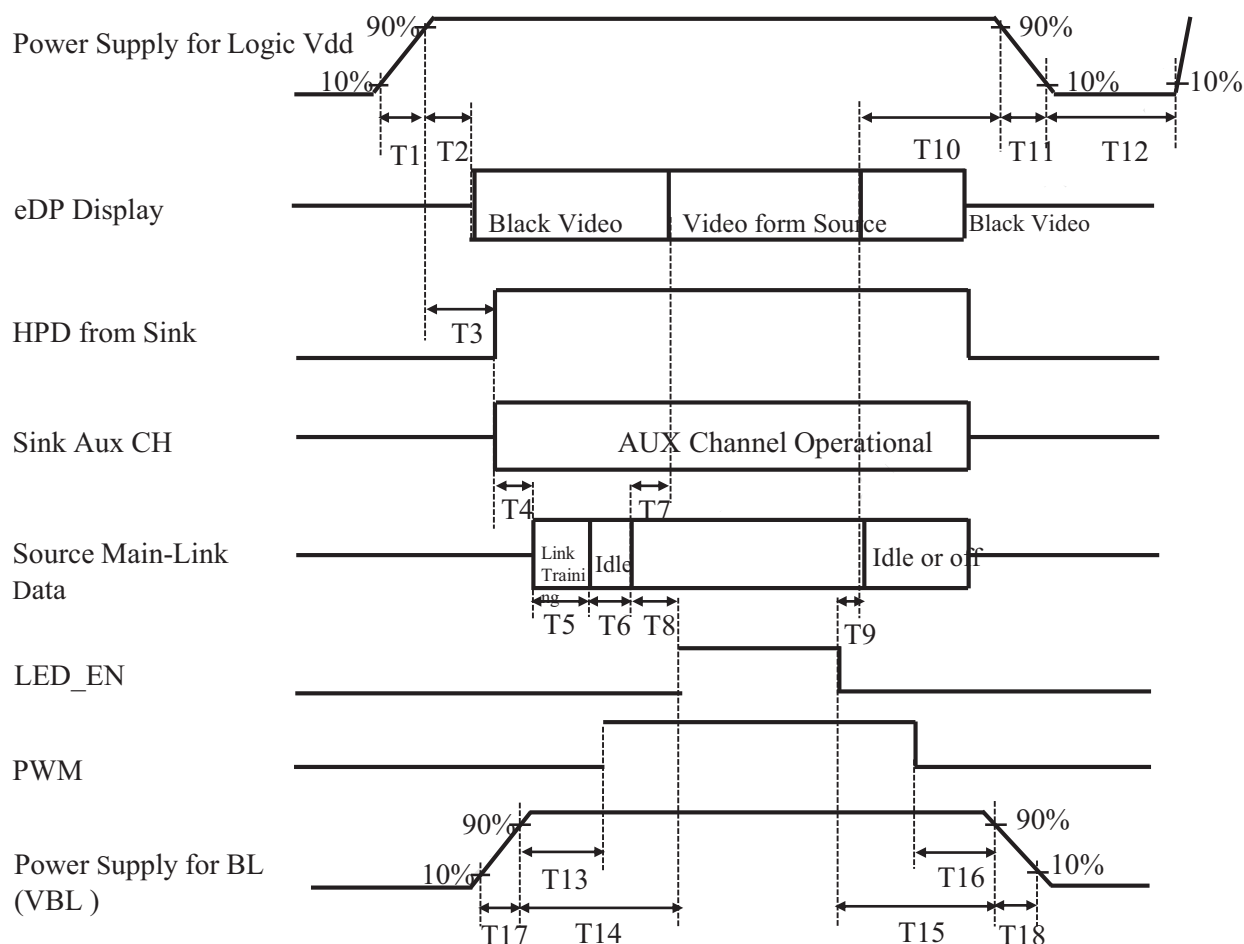 90%
90%
Power Supply for Logic Vdd
10%
10%
10%
T1
T2
T10
T11
T12
eDP Display
Black Video
Video form Source
Black Video
T3
HPD from Sink
Sink Aux CH
AUX Channel Operational
T4
T7
Source Main-Link
Data
Link
Traini
ng
Idle
Idle or off
T5
T6
T8
T9
LED_EN
PWM
90%
90%
Power Supply for BL
(VBL )
10%
T13
T16
10%
T17
T14
T15
T18